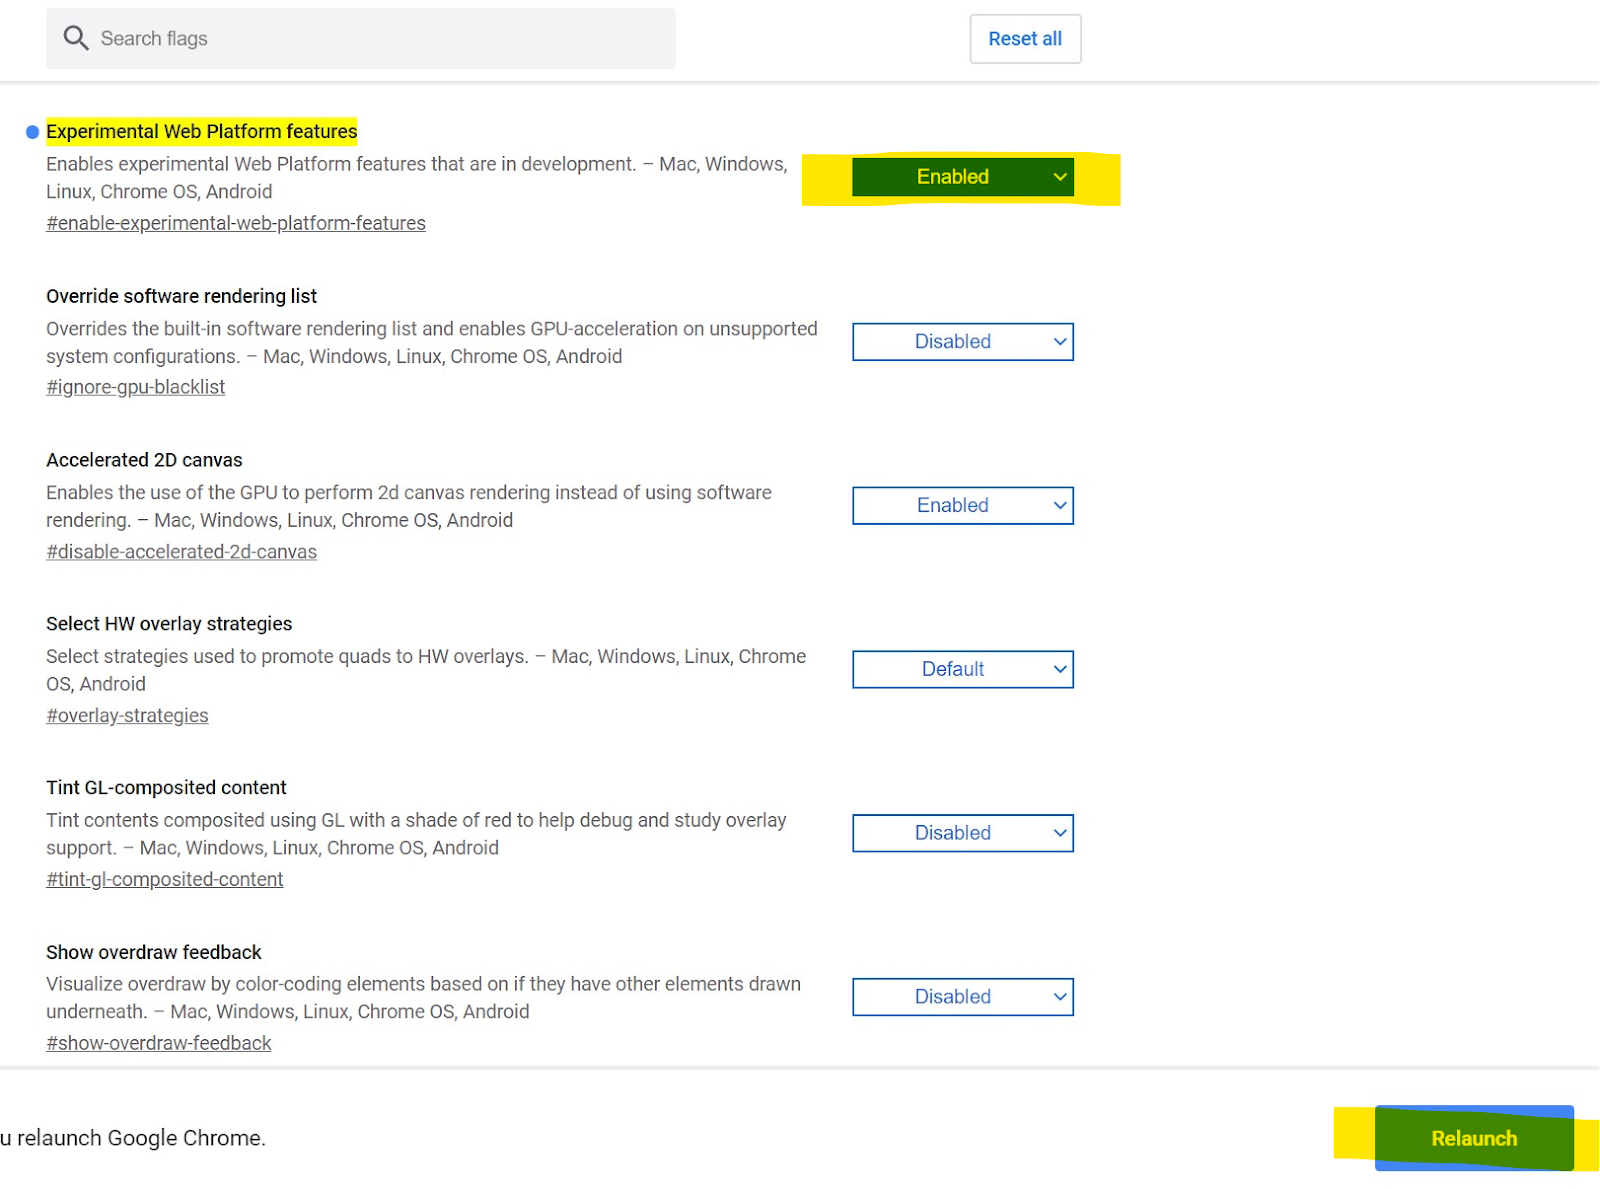 Search flags
Reset all
Experimental Web Platform features
Enables experimental Web Platform features that are in development. – Mac, Windows,
Linux, Chrome OS, Android
#enable-experimental-web-platform-features
Enabled
Override software rendering list
Overrides the built-in software rendering list and enables GPU-acceleration on unsupported
system configurations. – Mac, Windows, Linux, Chrome OS, Android
#ignore-gpu-blacklist
Disabled
Accelerated 2D canvas
Enables the use of the GPU to perform 2d canvas rendering instead of using software
rendering. – Mac, Windows, Linux, Chrome OS, Android
#disable-accelerated-2d-canvas
Enabled
Select HW overlay strategies
Select strategies used to promote quads to HW overlays. – Mac, Windows, Linux, Chrome
OS, Android
#overlay-strategies
Default
Tint GL-composited content
Tint contents composited using GL with a shade of red to help debug and study overlay
support. – Mac, Windows, Linux, Chrome OS, Android
#tint-gl-composited-content
Disabled
Show overdraw feedback
Visualize overdraw by color-coding elements based on if they have other elements drawn
underneath. – Mac, Windows, Linux, Chrome OS, Android
#show-overdraw-feedback
Disabled
u relaunch Google Chrome.
Relaunch